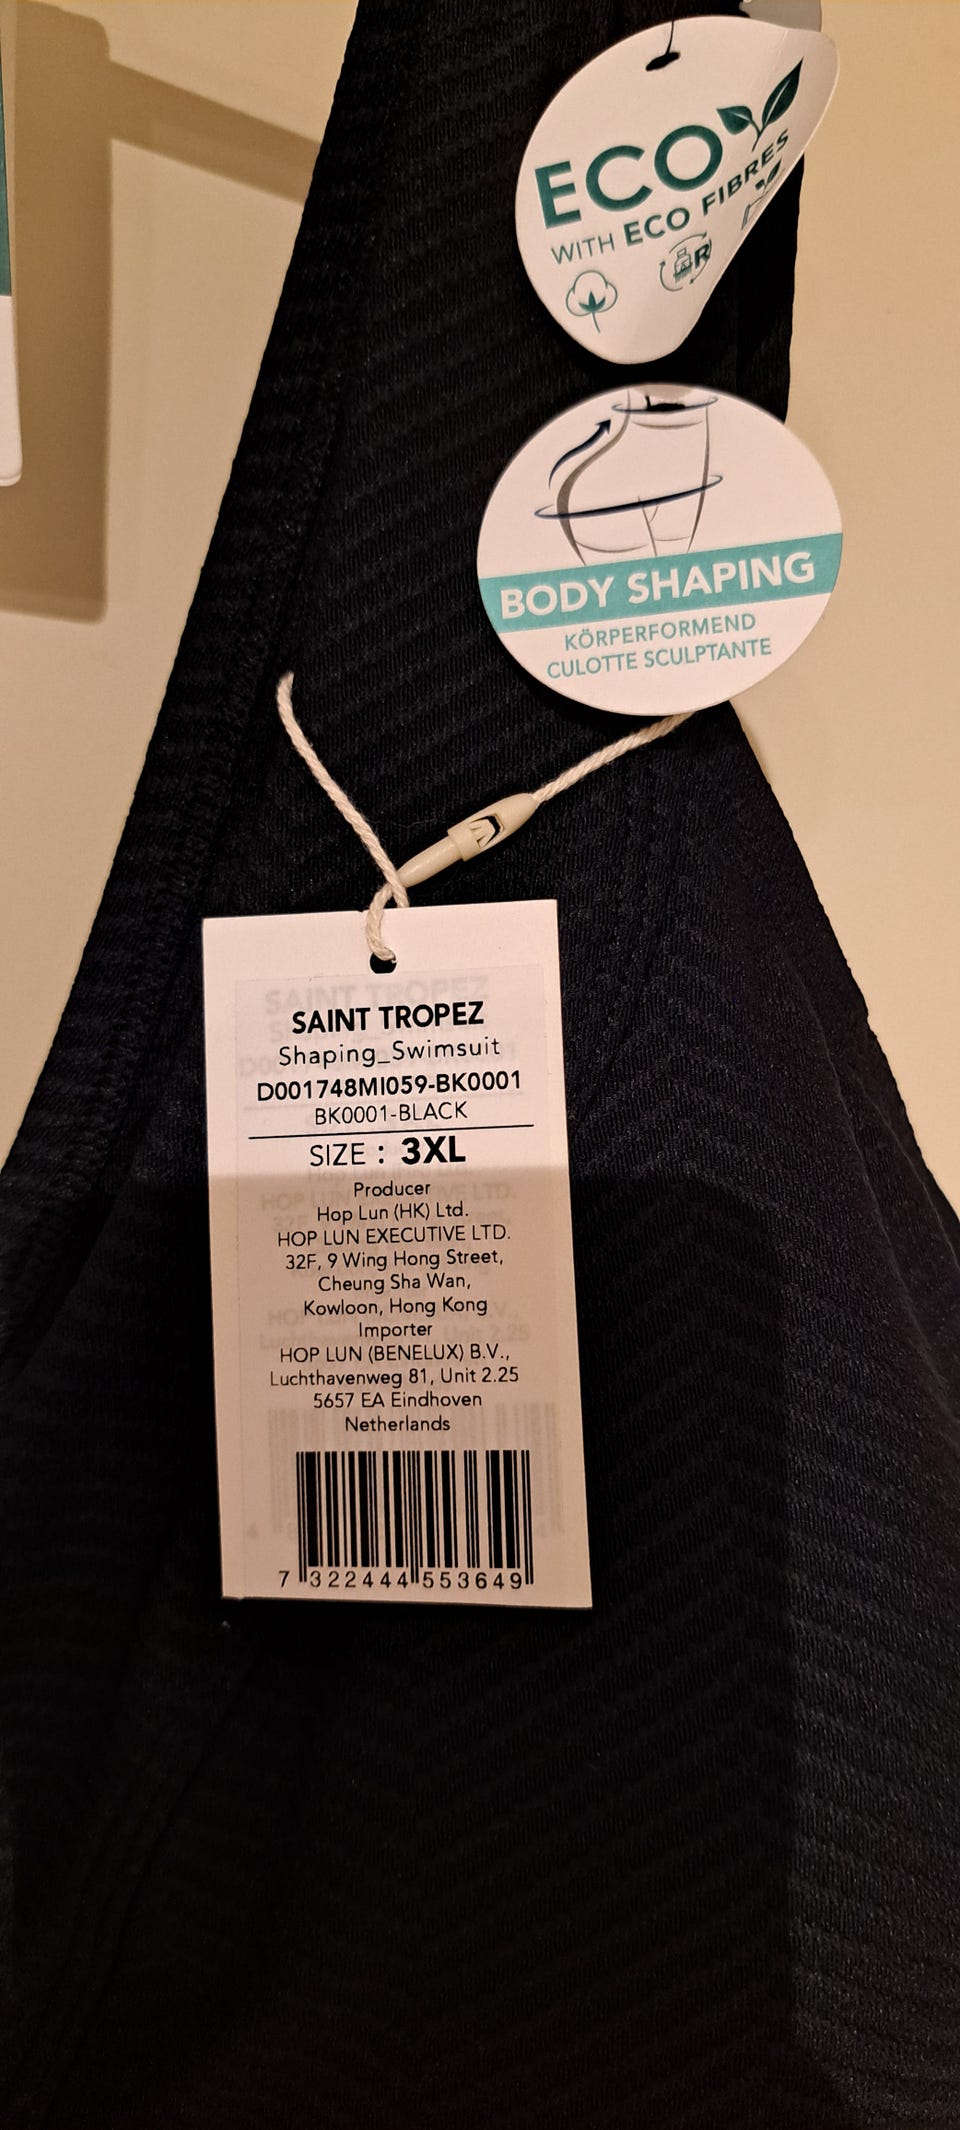 ECO
WITH ECO FIBRES
R
BODY SHAPING
KÖRPERFORMEND
CULOTTE SCULPTANTE
SAINT TROPEZ
Shaping_Swimsuit
D001748MI059-BK0001
BK0001-BLACK
SIZE : 3XL
Producer
Hop Lun (HK) Ltd.
HOP LUN EXECUTIVE LTD.
32F, 9 Wing Hong Street,
Cheung Sha Wan,
Kowloon, Hong Kong
Importer
HOP LUN (BENELUX) B.V.,
Luchthavenweg 81, Unit 2.25
5657 EA Eindhoven
Netherlands
7 322444 553649